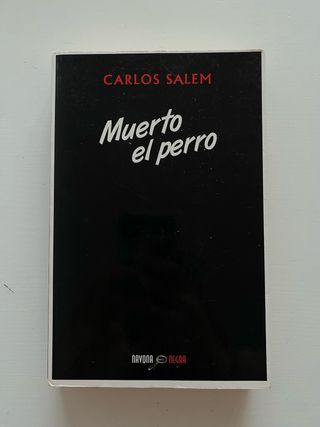 CARLOS SALEM
Muerto
el perro
NAVONA NEGRA